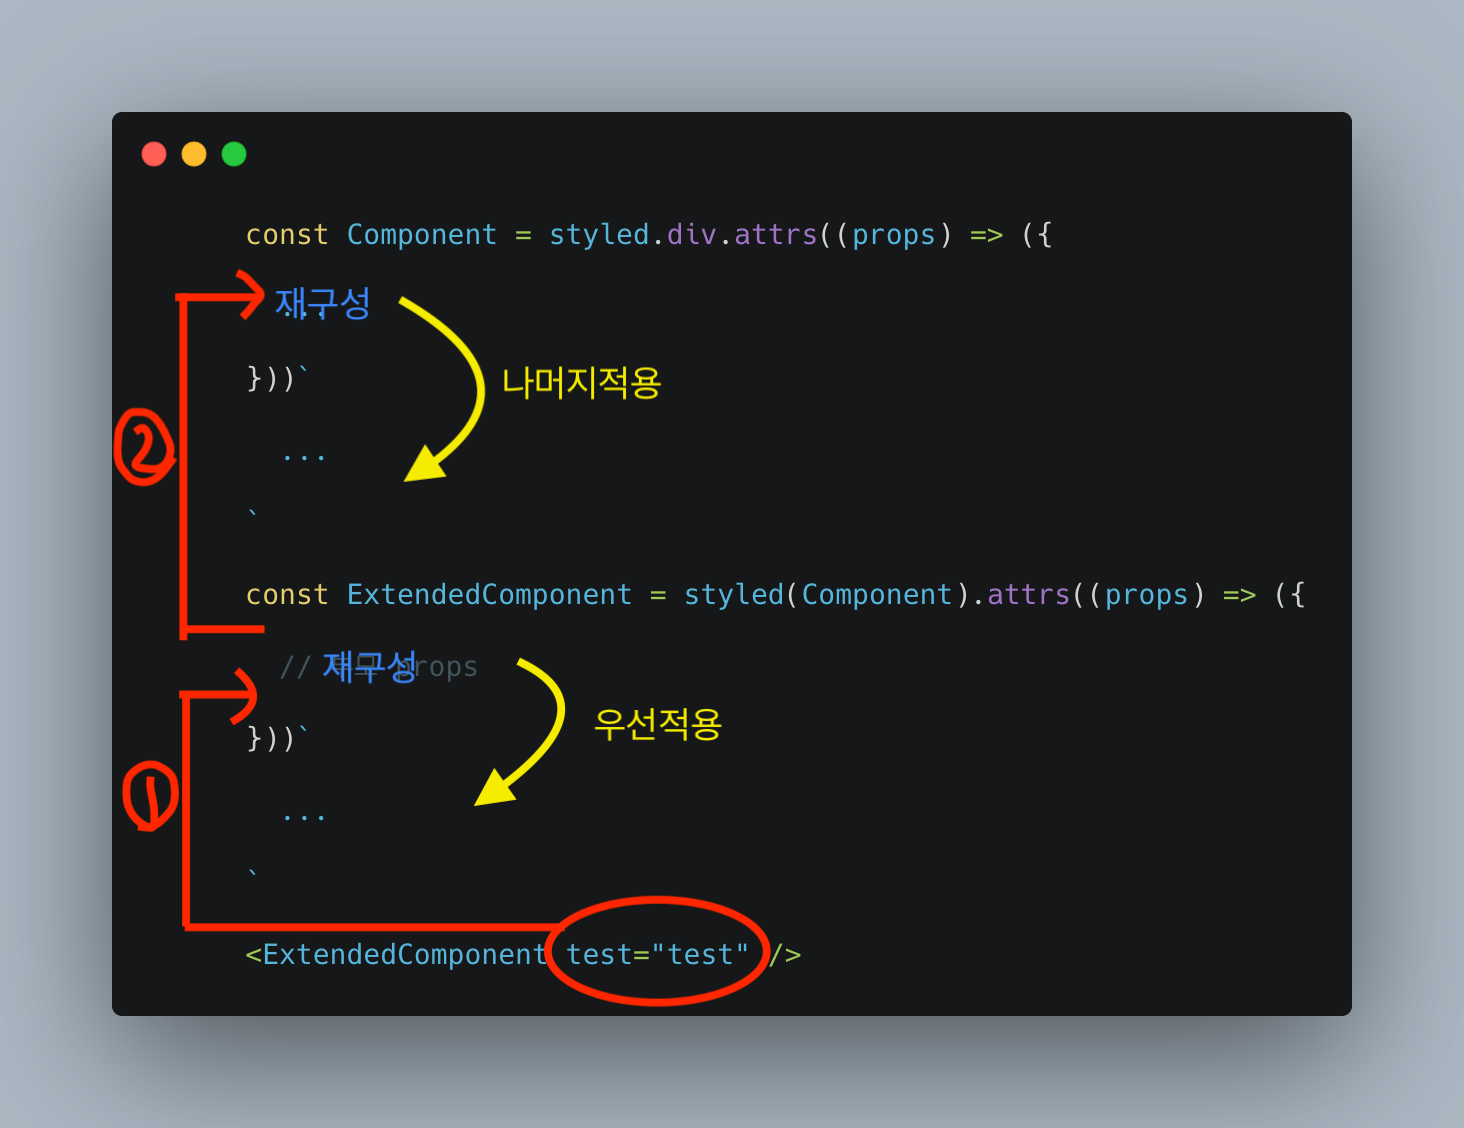 const Component = styled.div.attrs((props) => ({
재구성
...
나머지적용
}))`
②
...
`
const ExtendedComponent = styled(Component).attrs((props) => ({
// props
재구성
우선적용
}))`
①
...
`
<ExtendedComponent test="test" />